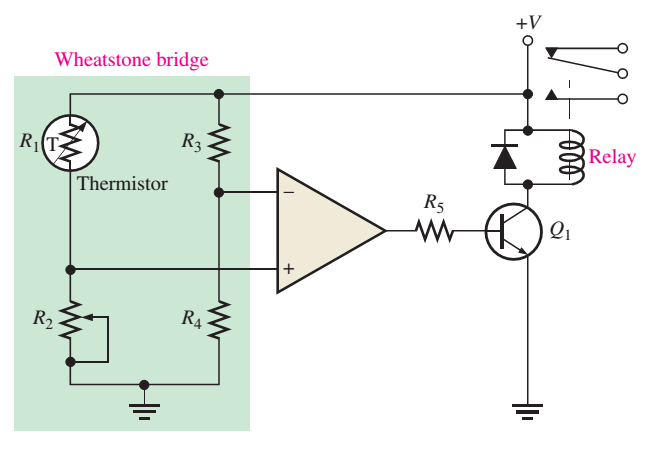 +V
Wheatstone bridge
R1
T
R3
Thermistor
−
Relay
R5
Q1
+
R2
R4